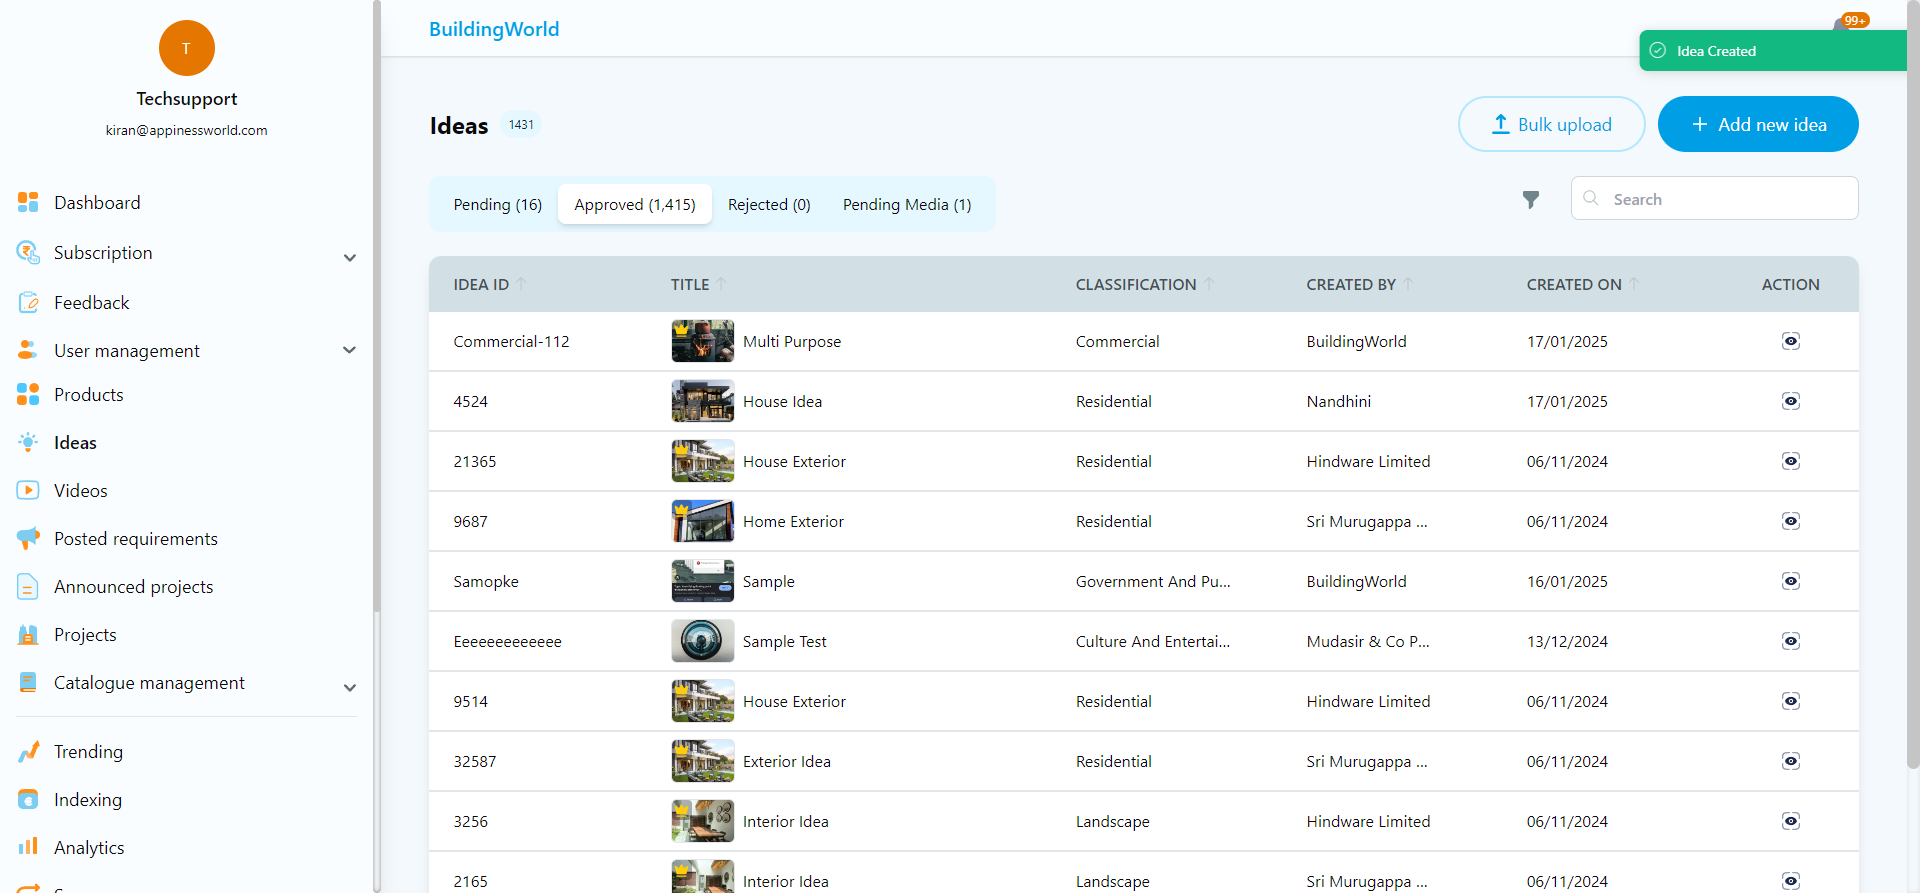 T
Techsupport
kiran@appinessworld.com
Dashboard
Subscription
Feedback
User management
Products
Ideas
Videos
Posted requirements
Announced projects
Projects
Catalogue management
Trending
Indexing
Analytics
BuildingWorld
99+
Idea Created
Ideas 1431
Bulk upload
Add new idea
Pending (16) Approved (1,415) Rejected (0) Pending Media (1)
Search
IDEA ID TITLE CLASSIFICATION CREATED BY CREATED ON ACTION
Commercial-112 Multi Purpose Commercial BuildingWorld 17/01/2025
4524 House Idea Residential Nandhini 17/01/2025
21365 House Exterior Residential Hindware Limited 06/11/2024
9687 Home Exterior Residential Sri Murugappa ... 06/11/2024
Samopke Sample Government And Pu... BuildingWorld 16/01/2025
Eeeeeeeeeeeee Sample Test Culture And Entertai... Mudasir & Co P... 13/12/2024
9514 House Exterior Residential Hindware Limited 06/11/2024
32587 Exterior Idea Residential Sri Murugappa ... 06/11/2024
3256 Interior Idea Landscape Hindware Limited 06/11/2024
2165 Interior Idea Landscape Sri Murugappa ... 06/11/2024